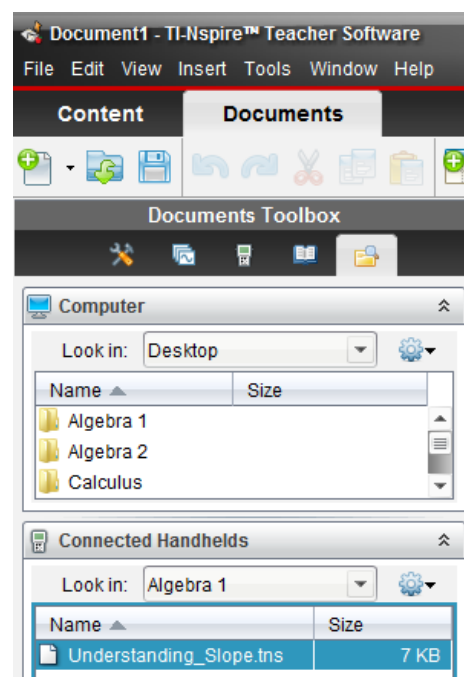 Document1 - TI-Nspire™ Teacher Software
File Edit View Insert Tools Window Help
Content Documents
Documents Toolbox
Computer
Look in: Desktop
Name Size
Algebra 1
Algebra 2
Calculus
Connected Handhelds
Look in: Algebra 1
Name Size
Understanding_Slope.tns 7 KB